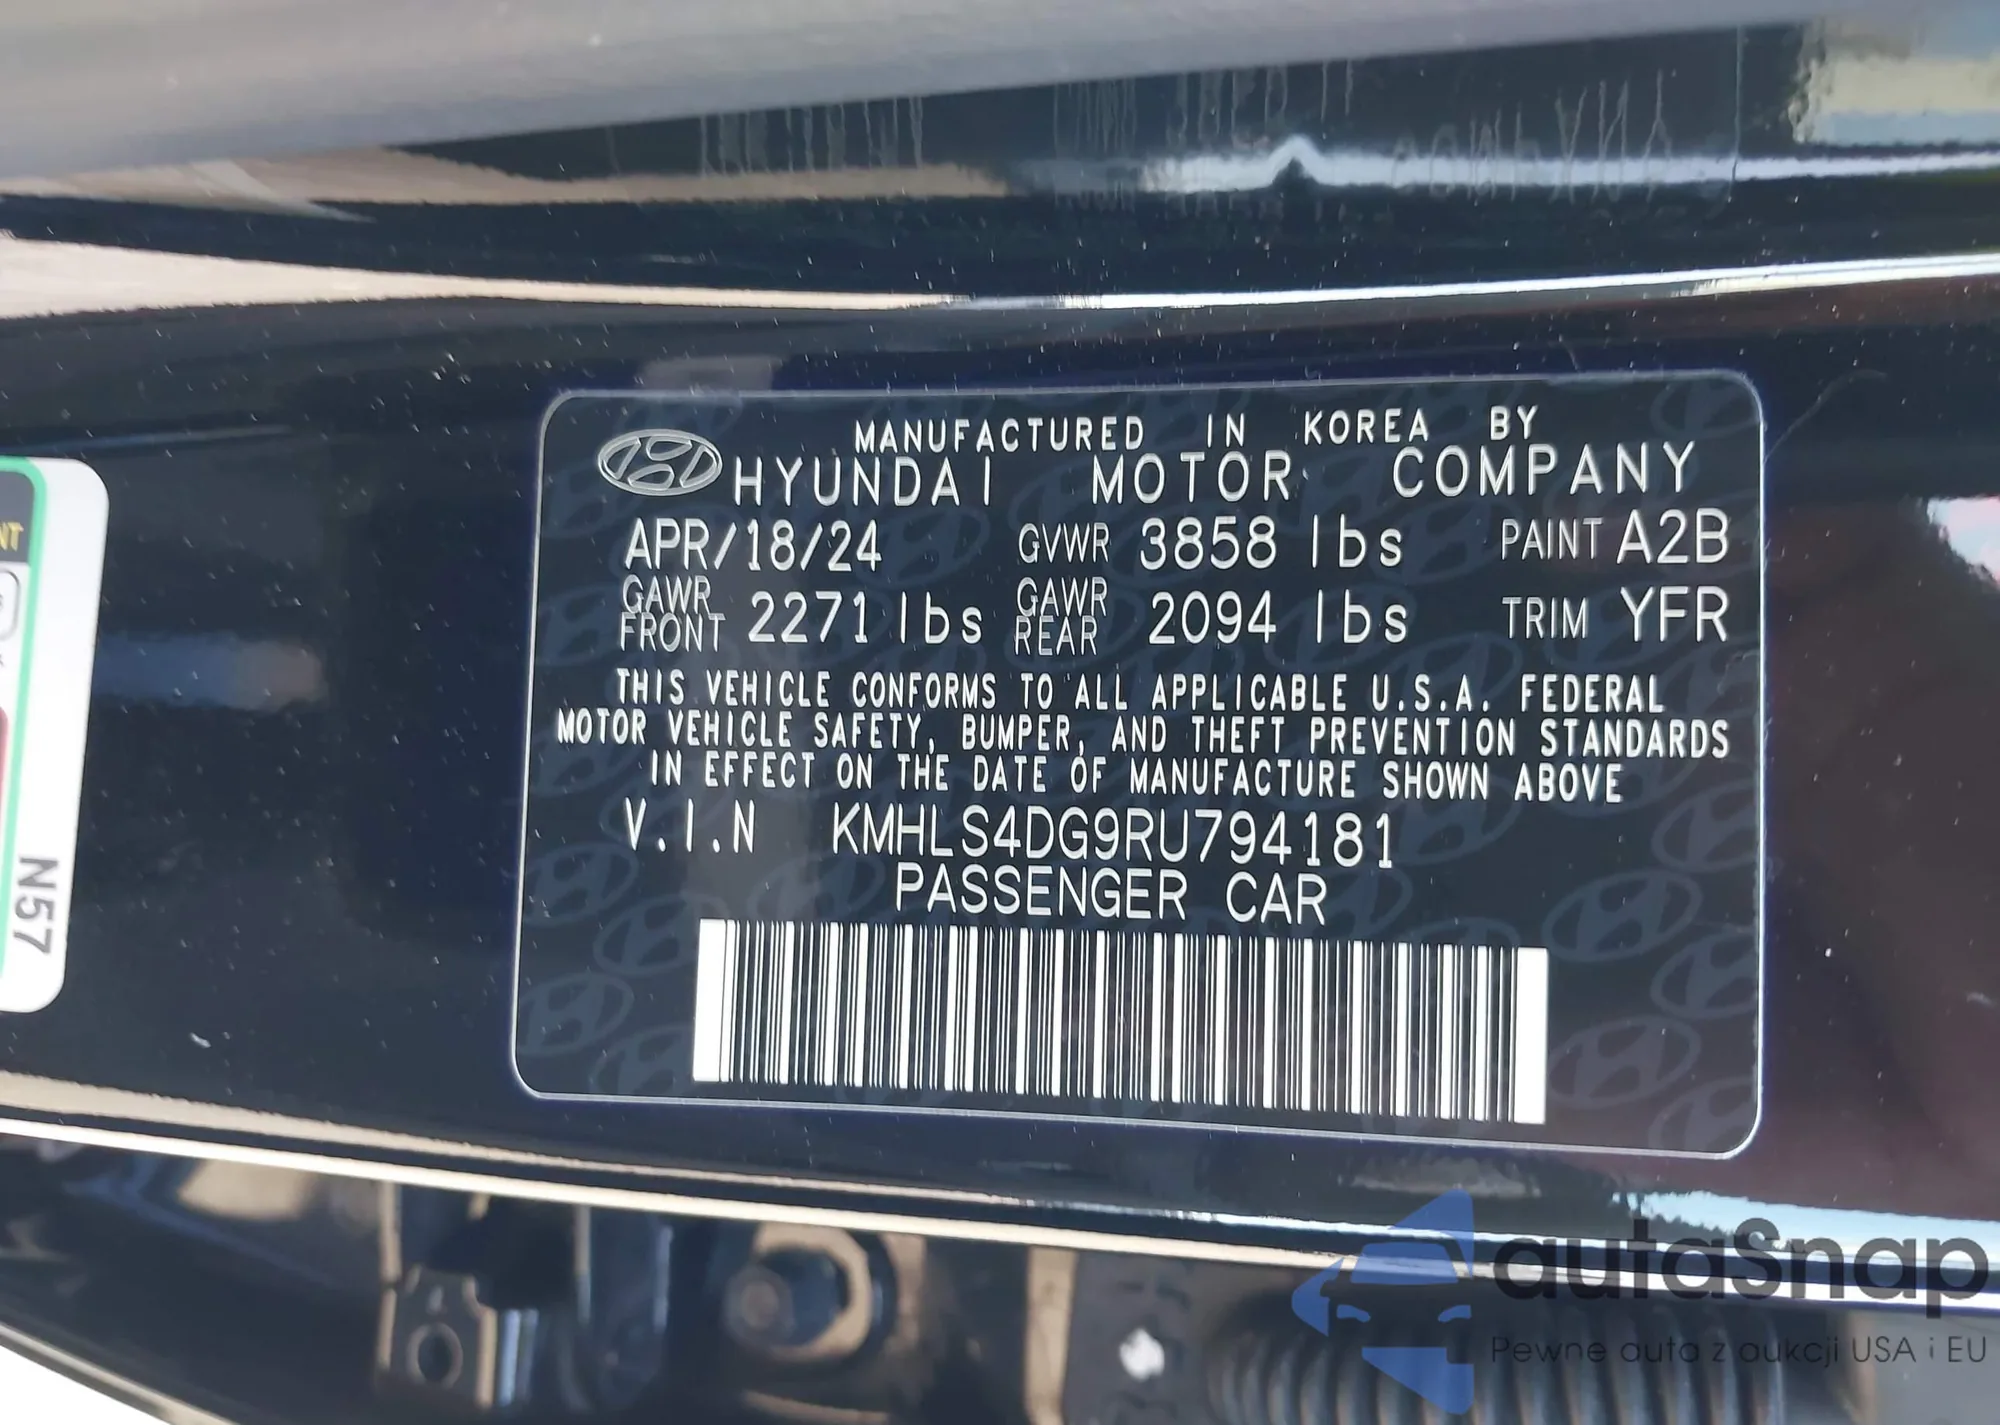 MANUFACTURED IN KOREA BY
HYUNDAI MOTOR COMPANY
APR/18/24 GVWR 3858 lbs PAINT A2B
GAWR FRONT 2271 lbs GAWR REAR 2094 lbs TRIM YFR
THIS VEHICLE CONFORMS TO ALL APPLICABLE U.S.A. FEDERAL
MOTOR VEHICLE SAFETY, BUMPER, AND THEFT PREVENTION STANDARDS
IN EFFECT ON THE DATE OF MANUFACTURE SHOWN ABOVE
V.I.N KMHLS4DG9RU794181
PASSENGER CAR
N57
autaSnap
Pewne auta z aukcji USA i EU